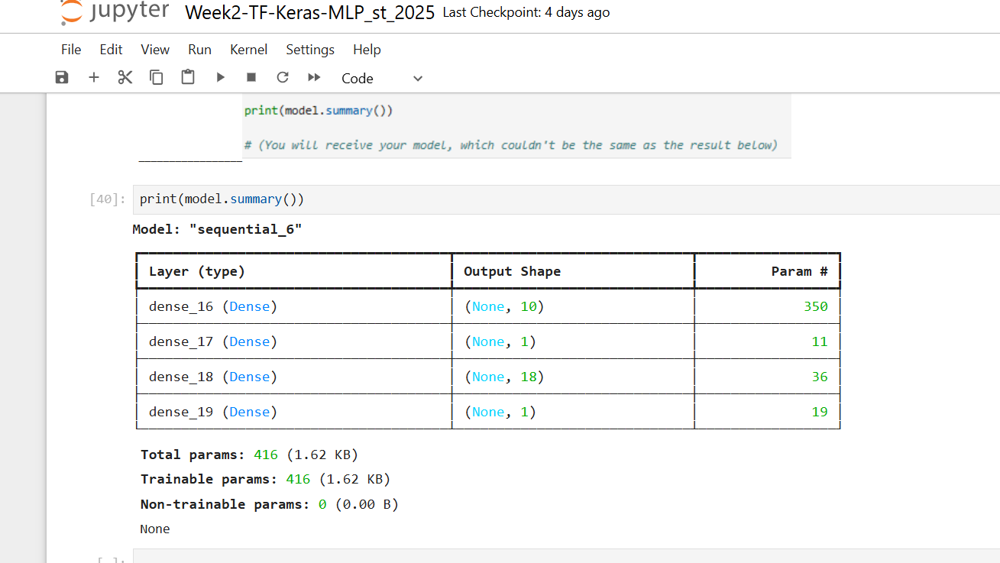 jupyter Week2-TF-Keras-MLP_st_2025 Last Checkpoint: 4 days ago
File Edit View Run Kernel Settings Help
Code
print(model.summary())
# (You will receive your model, which couldn't be the same as the result below)
[40]: print(model.summary())
Model: "sequential_6"
Layer (type) Output Shape Param #
dense_16 (Dense) (None, 10) 350
dense_17 (Dense) (None, 1) 11
dense_18 (Dense) (None, 18) 36
dense_19 (Dense) (None, 1) 19
Total params: 416 (1.62 KB)
Trainable params: 416 (1.62 KB)
Non-trainable params: 0 (0.00 B)
None
[ ]: